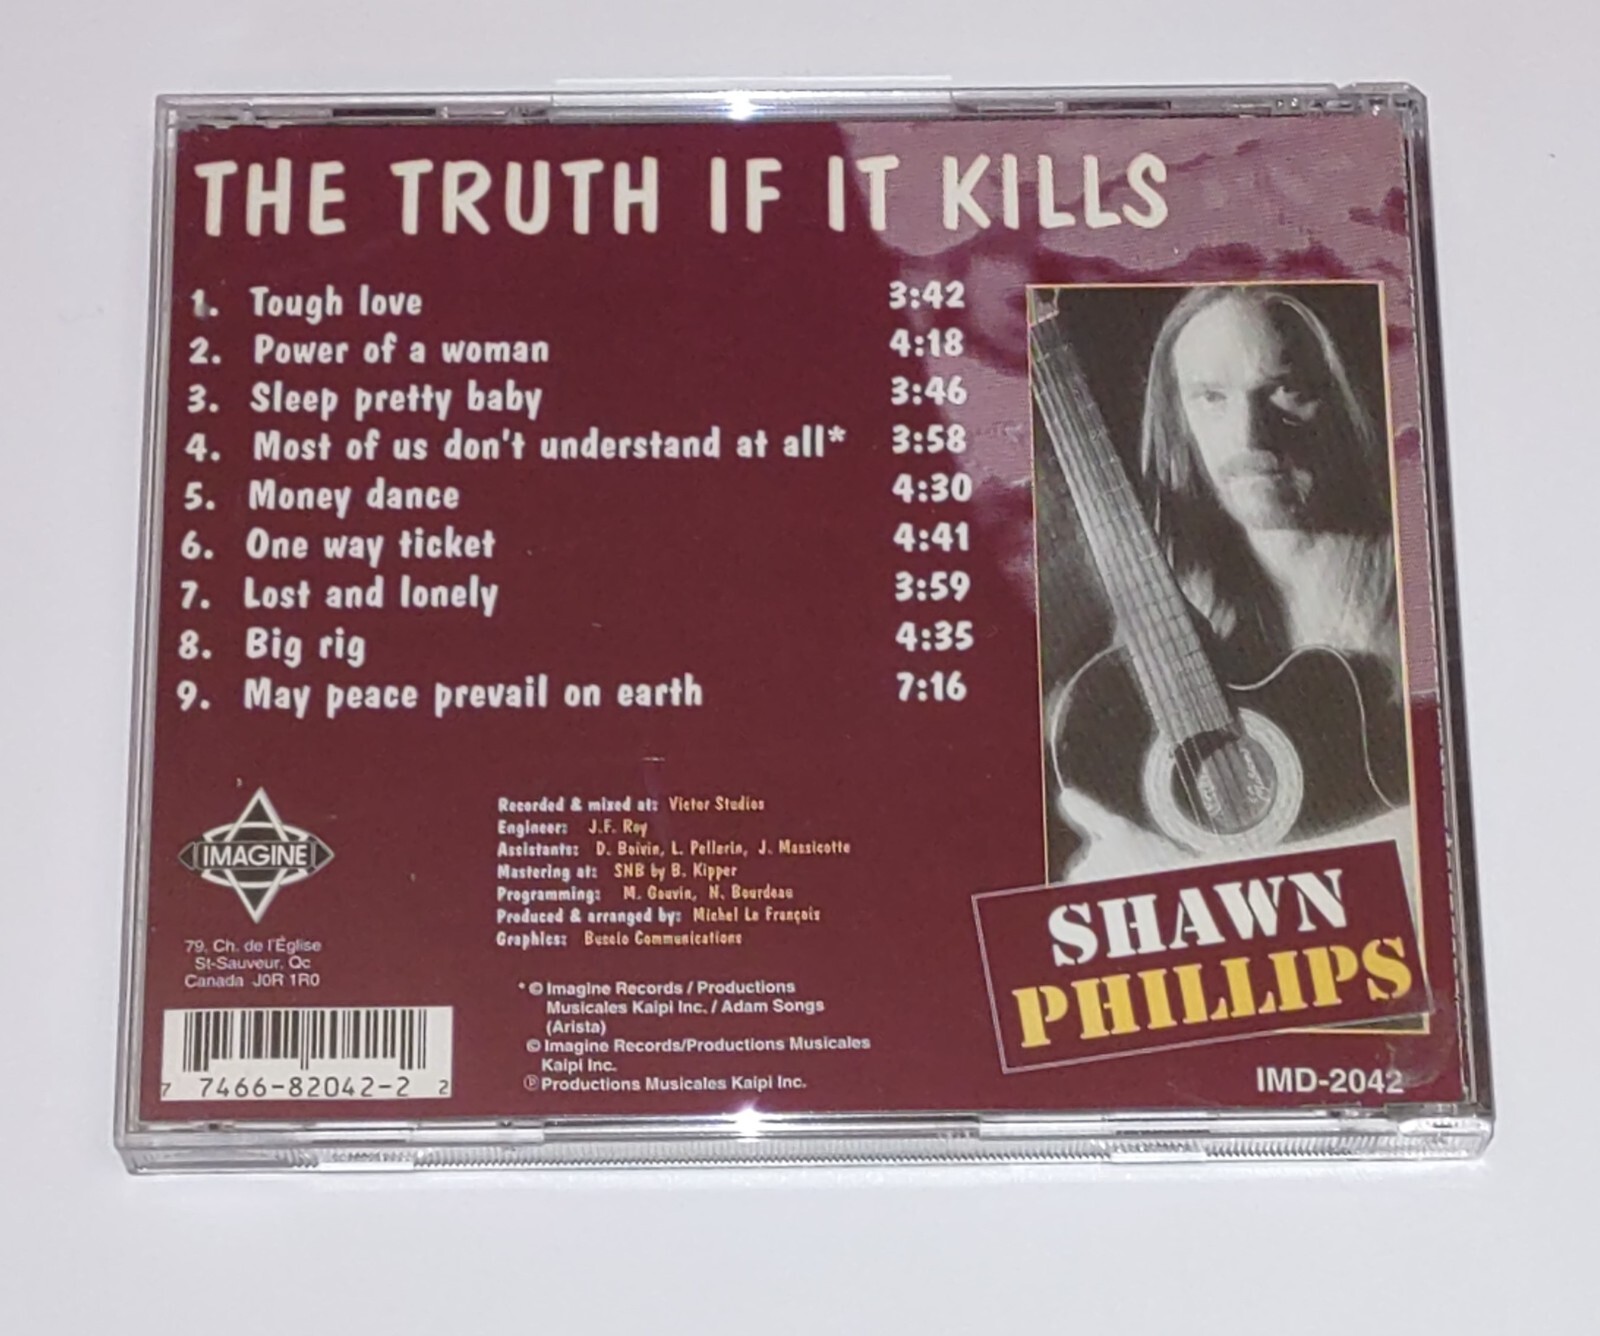 THE TRUTH IF IT KILLS
1. Tough love 3:42
2. Power of a woman 4:18
3. Sleep pretty baby 3:46
4. Most of us don't understand at all* 3:58
5. Money dance 4:30
6. One way ticket 4:41
7. Lost and lonely 3:59
8. Big rig 4:35
9. May peace prevail on earth 7:16
IMAGINE
79, Ch. de l'Église
St-Sauveur, Qc
Canada J0R 1R0
7 7466-82042-2 2
Recorded & mixed at: Victor Studios
Engineer: J.F. Roy
Assistants: D. Boivin, L. Pellerin, J. Massicotte
Mastering at: SNB by B. Kipper
Programming: M. Gauvin, N. Bourdeau
Produced & arranged by: Michel Le François
Graphics: Buscio Communications
* © Imagine Records / Productions
Musicales Kaipi Inc. / Adam Songs
(Arista)
© Imagine Records/Productions Musicales
Kaipi Inc.
℗ Productions Musicales Kaipi Inc.
SHAWN
PHILLIPS
IMD-2042